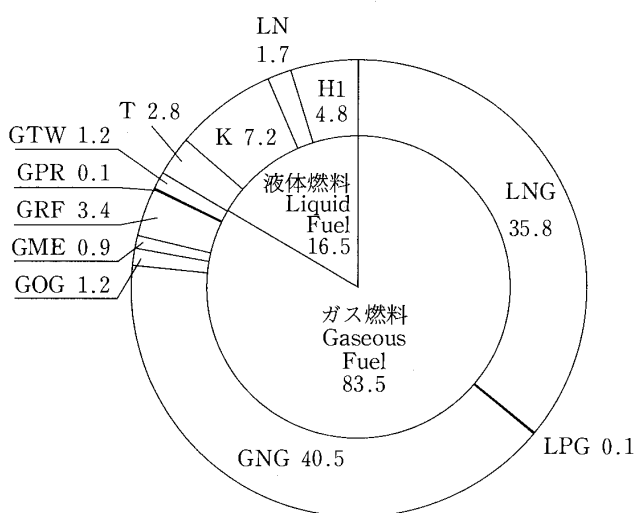 LN
1.7
H1
4.8
T 2.8
K 7.2
GTW 1.2
GPR 0.1
GRF 3.4
GME 0.9
GOG 1.2
液体燃料
Liquid
Fuel
16.5
LNG
35.8
ガス燃料
Gaseous
Fuel
83.5
GNG 40.5
LPG 0.1